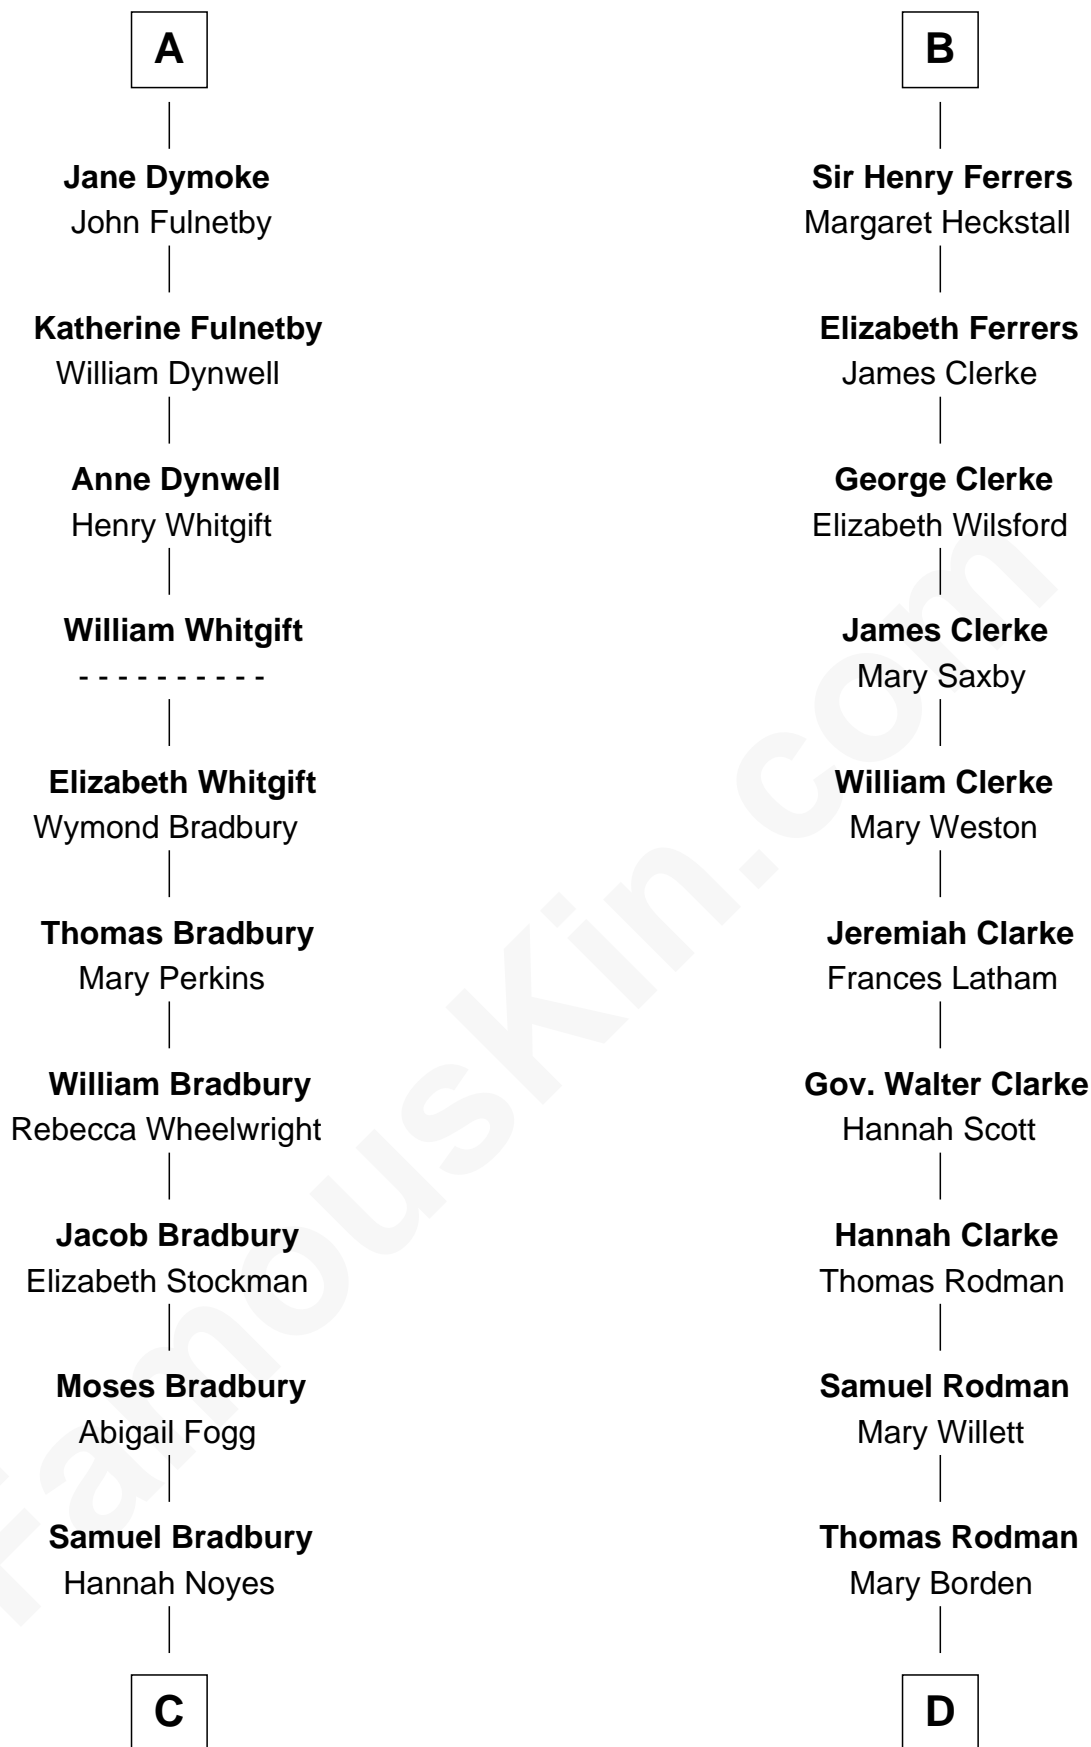 A
Jane Dymoke
John Fulnetby
Katherine Fulnetby
William Dynwell
Anne Dynwell
Henry Whitgift
William Whitgift
- - - - - - - - - -
Elizabeth Whitgift
Wymond Bradbury
Thomas Bradbury
Mary Perkins
William Bradbury
Rebecca Wheelwright
Jacob Bradbury
Elizabeth Stockman
Moses Bradbury
Abigail Fogg
Samuel Bradbury
Hannah Noyes
C
B
Sir Henry Ferrers
Margaret Heckstall
Elizabeth Ferrers
James Clerke
George Clerke
Elizabeth Wilsford
James Clerke
Mary Saxby
William Clerke
Mary Weston
Jeremiah Clarke
Frances Latham
Gov. Walter Clarke
Hannah Scott
Hannah Clarke
Thomas Rodman
Samuel Rodman
Mary Willett
Thomas Rodman
Mary Borden
D
FamousKin.com